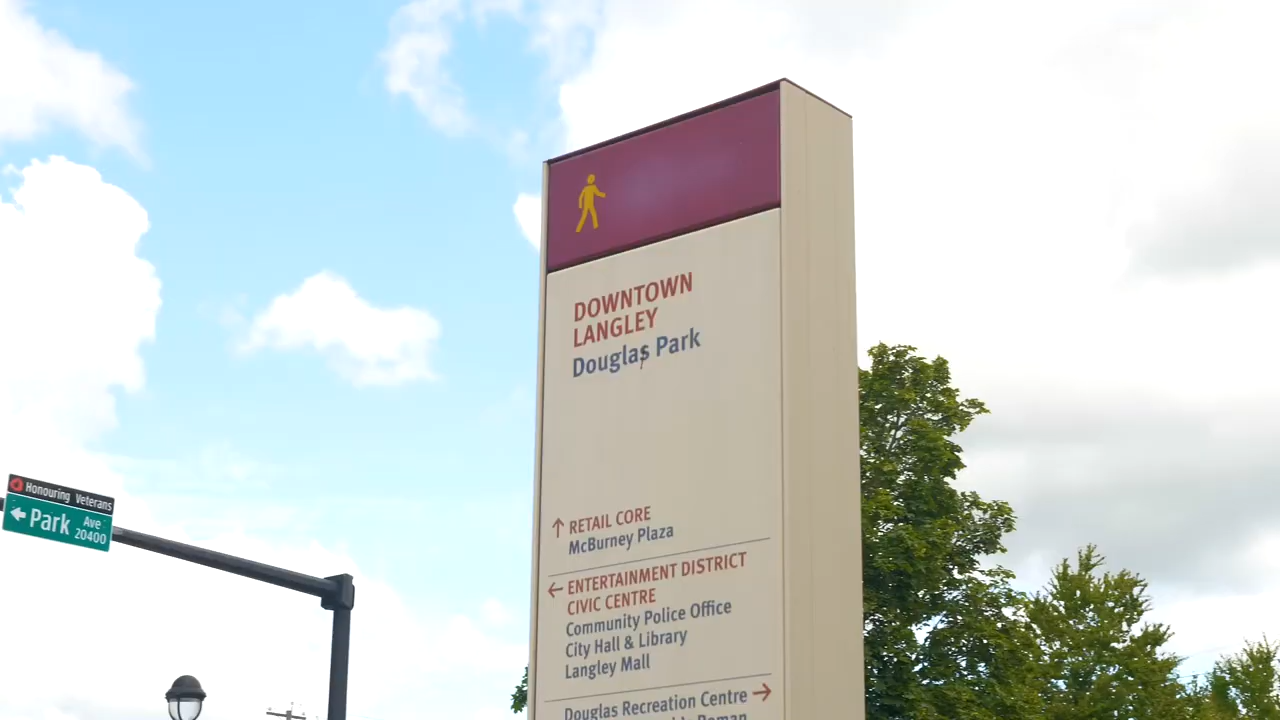 DOWNTOWN
LANGLEY
Douglas Park
↑ RETAIL CORE
McBurney Plaza
← ENTERTAINMENT DISTRICT
CIVIC CENTRE
Community Police Office
City Hall & Library
Langley Mall
Douglas Recreation Centre →
Honouring Veterans
← Park Ave
20400